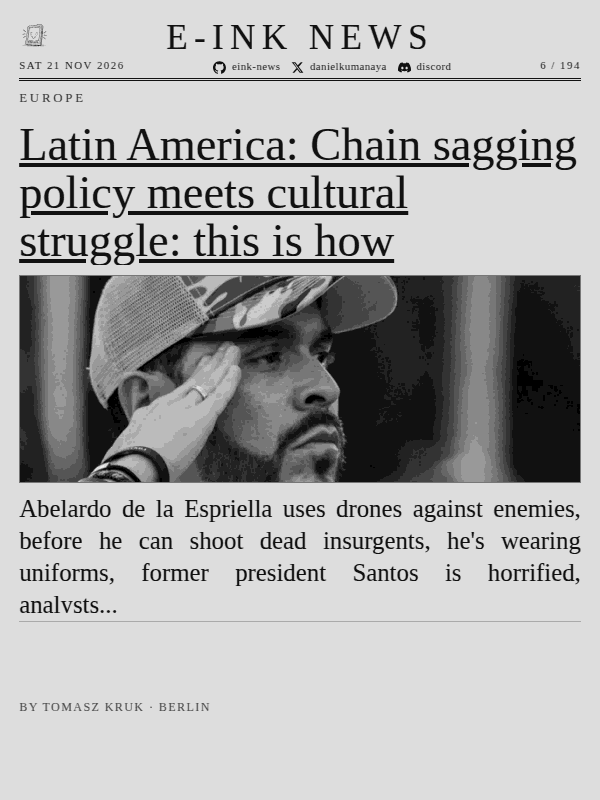 E-INK NEWS
SAT 21 NOV 2026
eink-news
danielkumanaya
discord
6 / 194
EUROPE
Latin America: Chain sagging
policy meets cultural
struggle: this is how
Abelardo de la Espriella uses drones against enemies,
before he can shoot dead insurgents, he's wearing
uniforms, former president Santos is horrified,
analysts...
BY TOMASZ KRUK · BERLIN